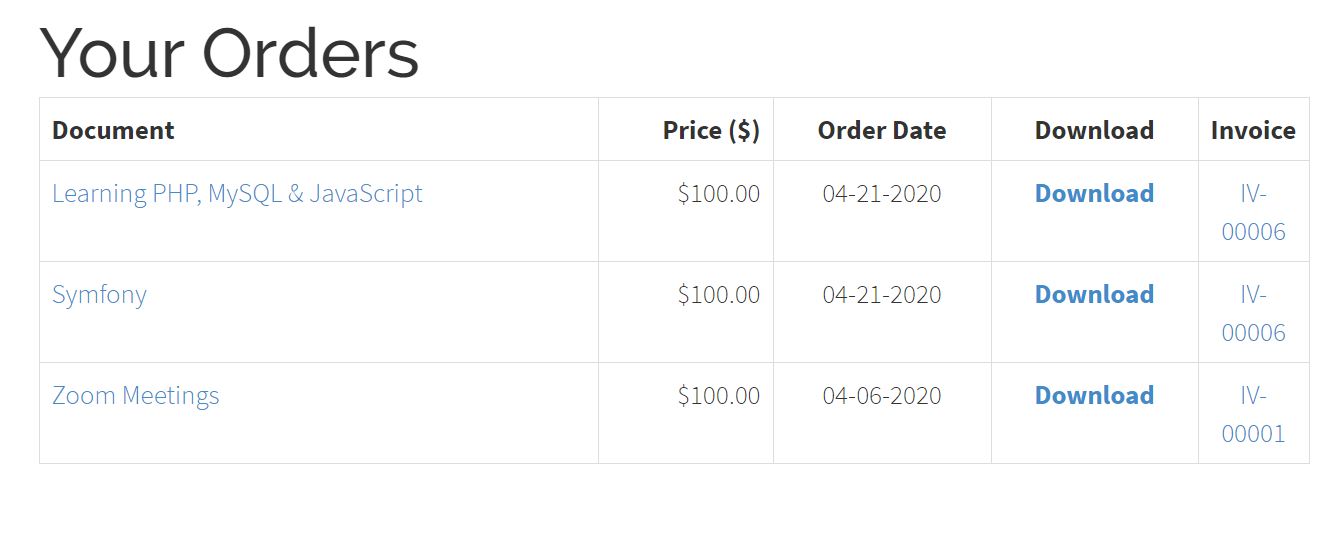 Your Orders
Document Price ($) Order Date Download Invoice
Learning PHP, MySQL & JavaScript $100.00 04-21-2020 Download IV-
00006
Symfony $100.00 04-21-2020 Download IV-
00006
Zoom Meetings $100.00 04-06-2020 Download IV-
00001